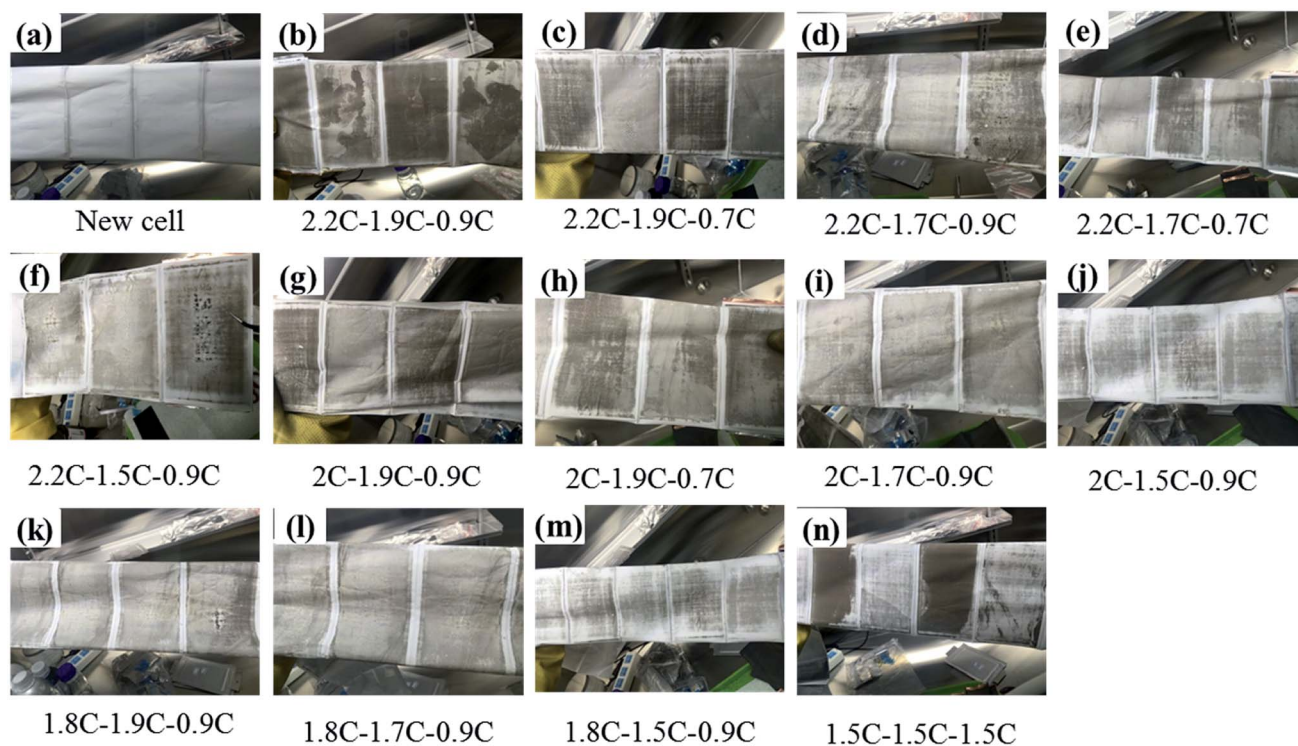 (a) (b) (c) (d) (e)
New cell 2.2C-1.9C-0.9C 2.2C-1.9C-0.7C 2.2C-1.7C-0.9C 2.2C-1.7C-0.7C
(f) (g) (h) (i) (j)
2.2C-1.5C-0.9C 2C-1.9C-0.9C 2C-1.9C-0.7C 2C-1.7C-0.9C 2C-1.5C-0.9C
(k) (l) (m) (n)
1.8C-1.9C-0.9C 1.8C-1.7C-0.9C 1.8C-1.5C-0.9C 1.5C-1.5C-1.5C